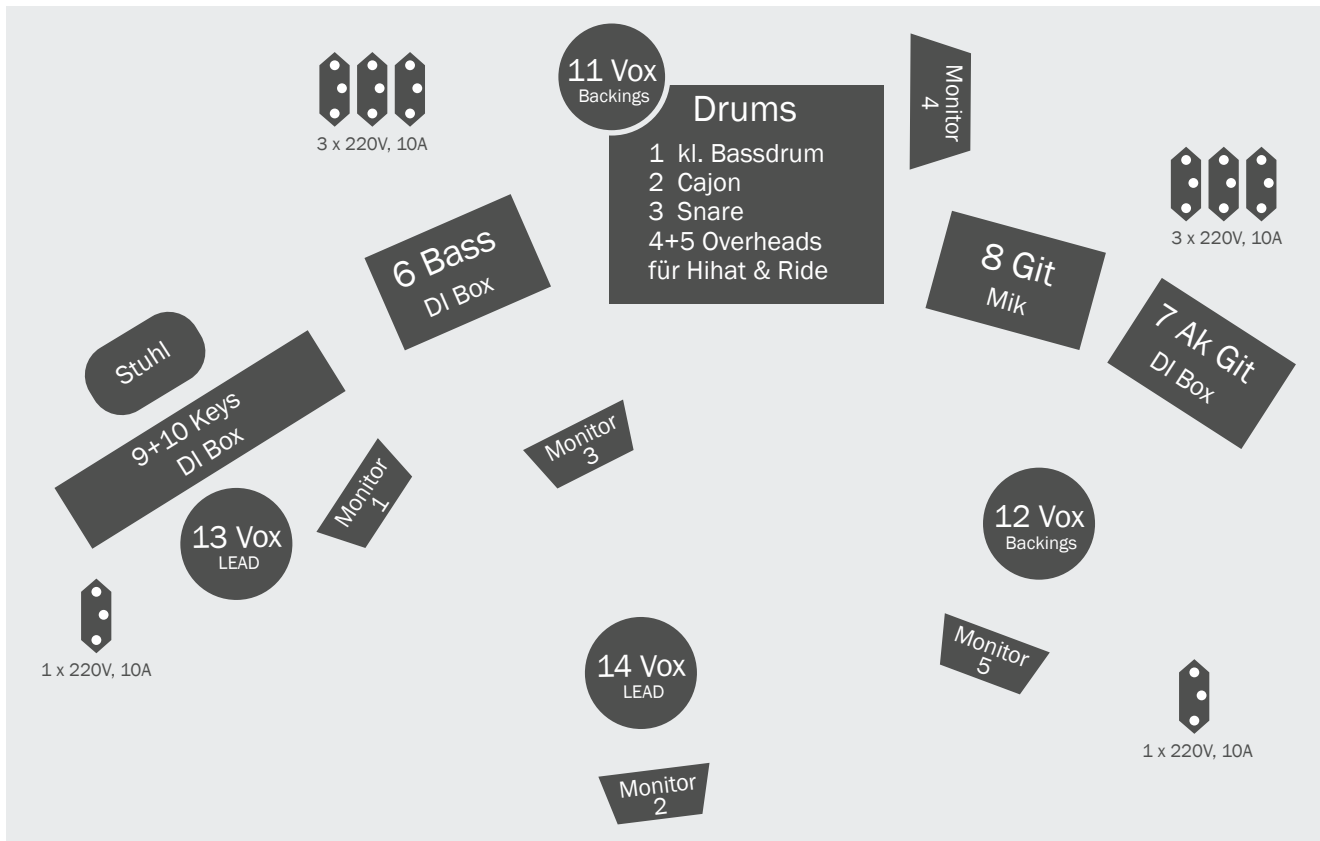 11 Vox
Backings
Drums
1 kl. Bassdrum
2 Cajon
3 Snare
4+5 Overheads
für Hihat & Ride
Monitor
4
3 x 220V, 10A
3 x 220V, 10A
6 Bass
DI Box
8 Git
Mik
7 Ak Git
DI Box
Stuhl
9+10 Keys
DI Box
Monitor
1
Monitor
3
13 Vox
LEAD
12 Vox
Backings
1 x 220V, 10A
14 Vox
LEAD
Monitor
5
1 x 220V, 10A
Monitor
2